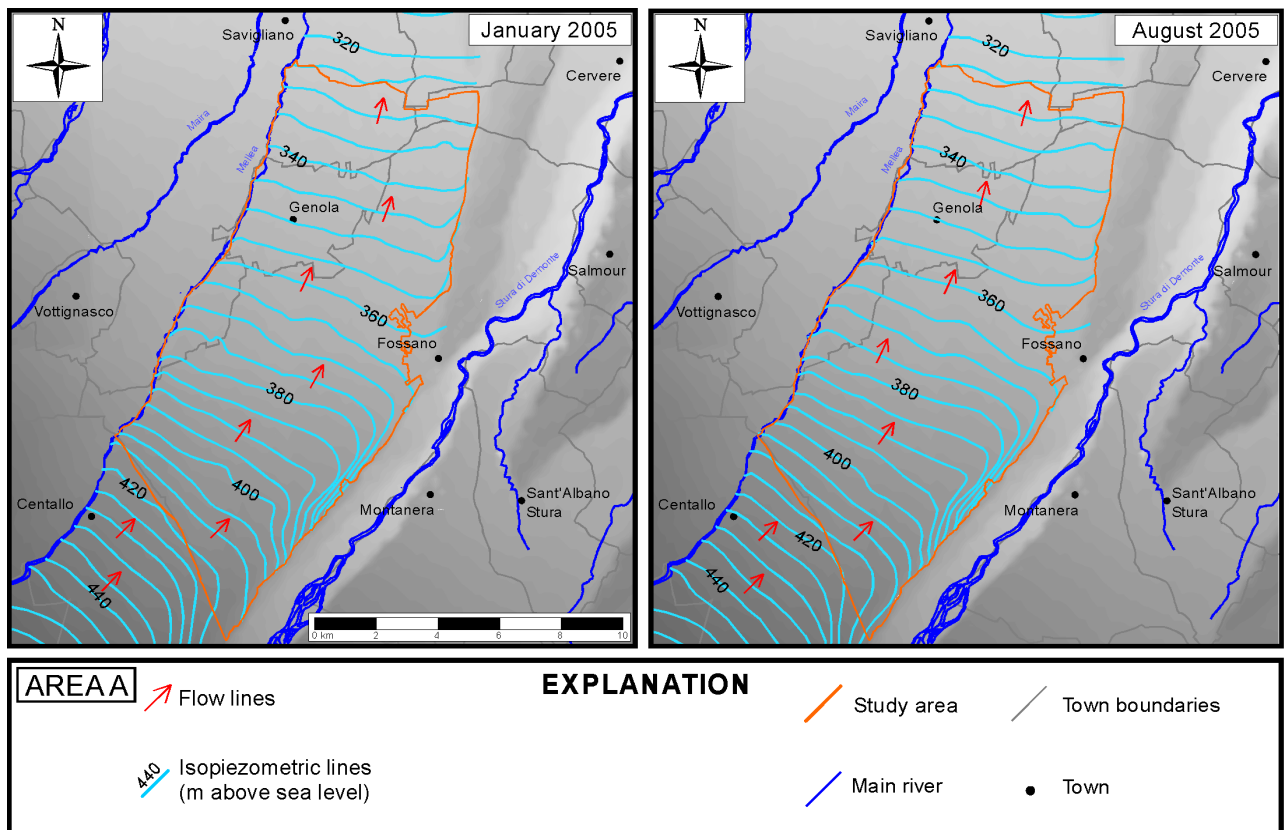 N
January 2005
Savigliano
320
Cervere
Maira
Mellea
340
Genola
Stura di Demonte
Salmour
Vottignasco
360
Fossano
380
400
420
Centallo
Montanera
Sant'Albano
Stura
440
0 km 2 4 6 8 10
N
August 2005
Savigliano
320
Cervere
Maira
Mellea
340
Genola
Stura di Demonte
Salmour
Vottignasco
360
Fossano
380
400
Centallo
Montanera
Sant'Albano
Stura
420
440
AREA A
EXPLANATION
Flow lines
Study area
Town boundaries
440
Isopiezometric lines
(m above sea level)
Main river
Town